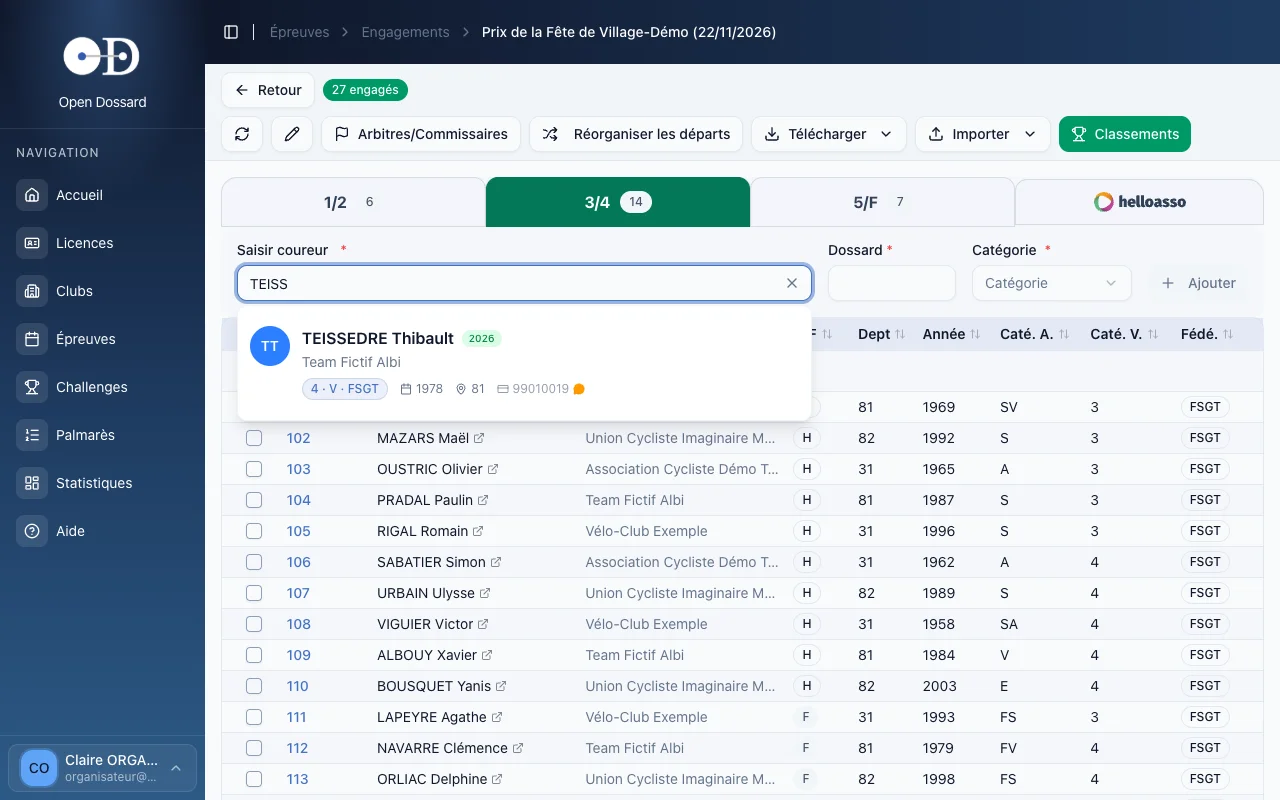 Open Dossard
NAVIGATION
Accueil
Licences
Clubs
Épreuves
Challenges
Palmarès
Statistiques
Aide
CO
Claire ORGA...
organisateur@...
Épreuves
Engagements
Prix de la Fête de Village-Démo (22/11/2026)
Retour
27 engagés
Arbitres/Commissaires
Réorganiser les départs
Télécharger
Importer
Classements
1/2 6
3/4 14
5/F 7
helloasso
Saisir coureur *
Dossard *
Catégorie *
TEISS
Catégorie
Ajouter
TT
TEISSEDRE Thibault 2026
Team Fictif Albi
4 · V · FSGT 1978 81 99010019
Dept Année Caté. A. Caté. V. Fédé.
81 1969 SV 3 FSGT
102 MAZARS Maël Union Cycliste Imaginaire M... H 82 1992 S 3 FSGT
103 OUSTRIC Olivier Association Cycliste Démo T... H 31 1965 A 3 FSGT
104 PRADAL Paulin Team Fictif Albi H 81 1987 S 3 FSGT
105 RIGAL Romain Vélo-Club Exemple H 31 1996 S 3 FSGT
106 SABATIER Simon Association Cycliste Démo T... H 31 1962 A 4 FSGT
107 URBAIN Ulysse Union Cycliste Imaginaire M... H 82 1989 S 4 FSGT
108 VIGUIER Victor Vélo-Club Exemple H 31 1958 SA 4 FSGT
109 ALBOUY Xavier Team Fictif Albi H 81 1984 V 4 FSGT
110 BOUSQUET Yanis Union Cycliste Imaginaire M... H 82 2003 E 4 FSGT
111 LAPEYRE Agathe Vélo-Club Exemple F 31 1993 FS 3 FSGT
112 NAVARRE Clémence Team Fictif Albi F 81 1979 FV 4 FSGT
113 ORLIAC Delphine Union Cycliste Imaginaire M... F 82 1998 FS 4 FSGT